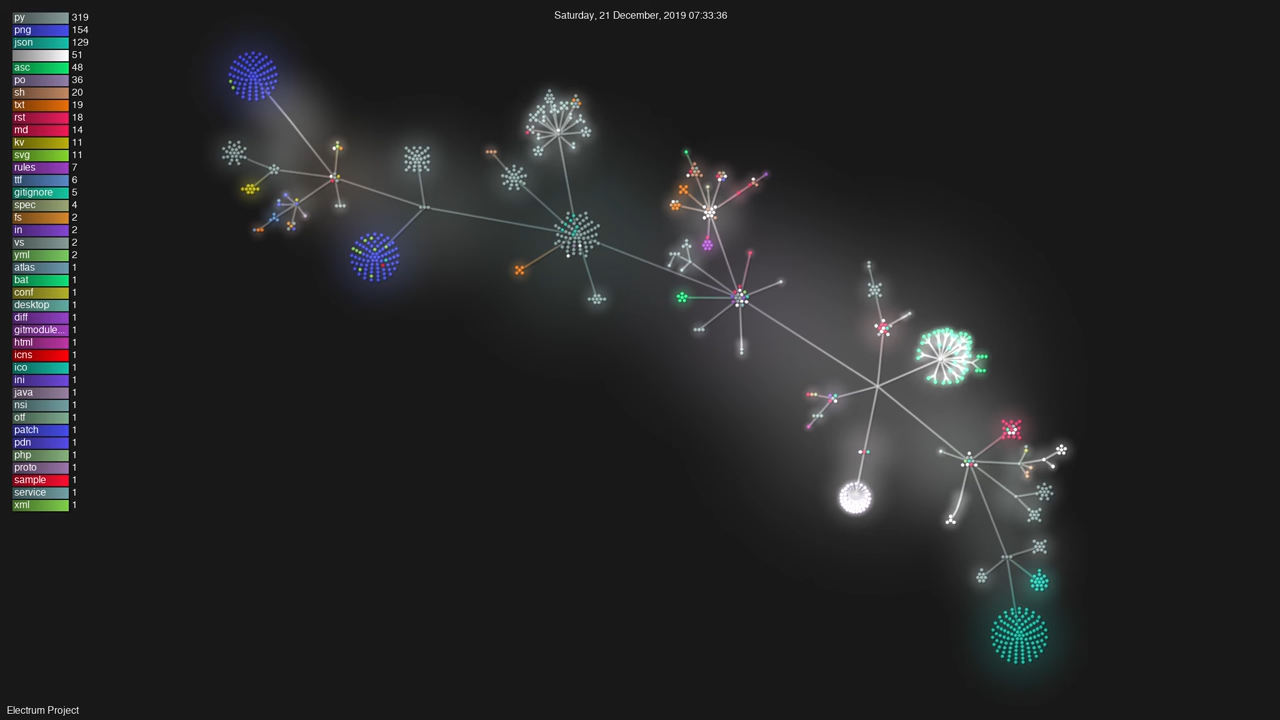 Saturday, 21 December, 2019 07:33:36
py 319
png 154
json 129
51
asc 48
po 36
sh 20
txt 19
rst 18
md 14
kv 11
svg 11
rules 7
ttf 6
gitignore 5
spec 4
fs 2
in 2
vs 2
yml 2
atlas 1
bat 1
conf 1
desktop 1
diff 1
gitmodule... 1
html 1
icns 1
ico 1
ini 1
java 1
nsi 1
otf 1
patch 1
pdn 1
php 1
proto 1
sample 1
service 1
xml 1
Electrum Project